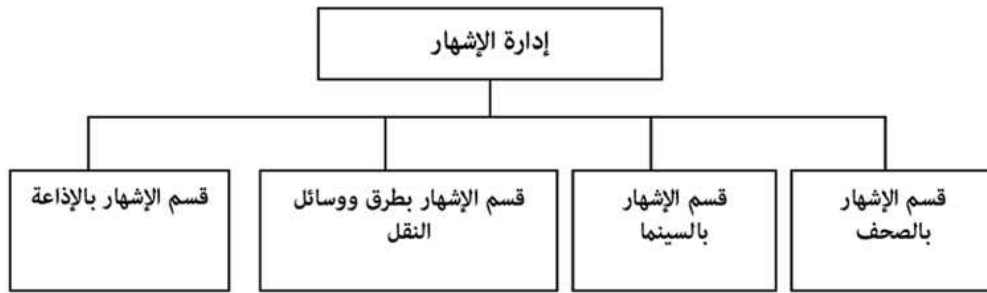 إدارة الإشهار
قسم الإشهار
بالصحف
قسم الإشهار
بالسينما
قسم الإشهار بطرق ووسائل
النقل
قسم الإشهار بالإذاعة